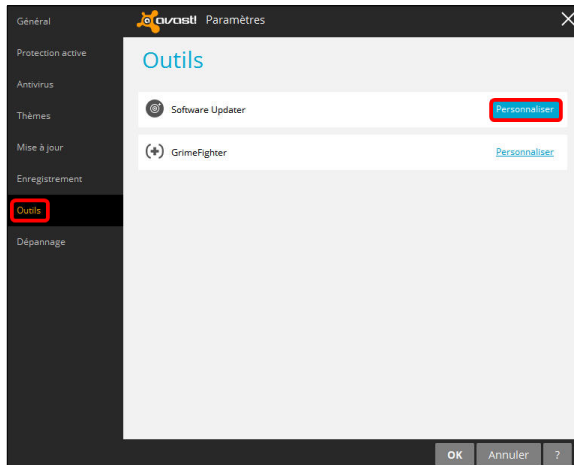 Général
Protection active
Antivirus
Thèmes
Mise à jour
Enregistrement
Outils
Dépannage
avast! Paramètres
Outils
Software Updater Personnaliser
GrimeFighter Personnaliser
OK Annuler ?